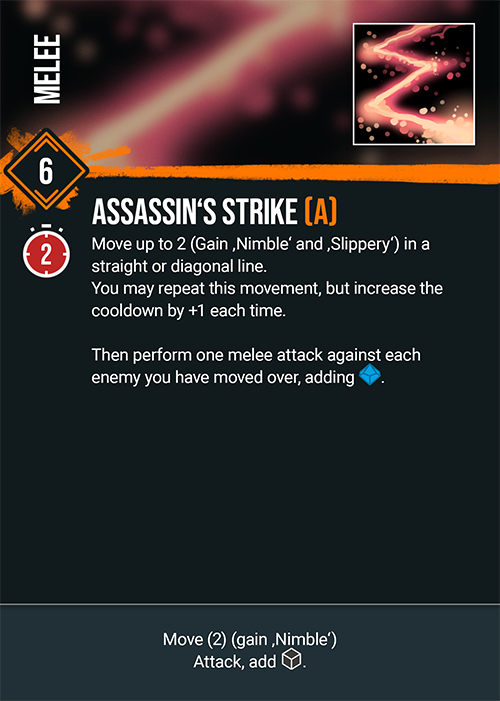 MELEE
6
ASSASSIN‘S STRIKE (A)
2
Move up to 2 (Gain ‚Nimble‘ and ‚Slippery‘) in a
straight or diagonal line.
You may repeat this movement, but increase the
cooldown by +1 each time.
Then perform one melee attack against each
enemy you have moved over, adding .
Move (2) (gain ‚Nimble‘)
Attack, add .